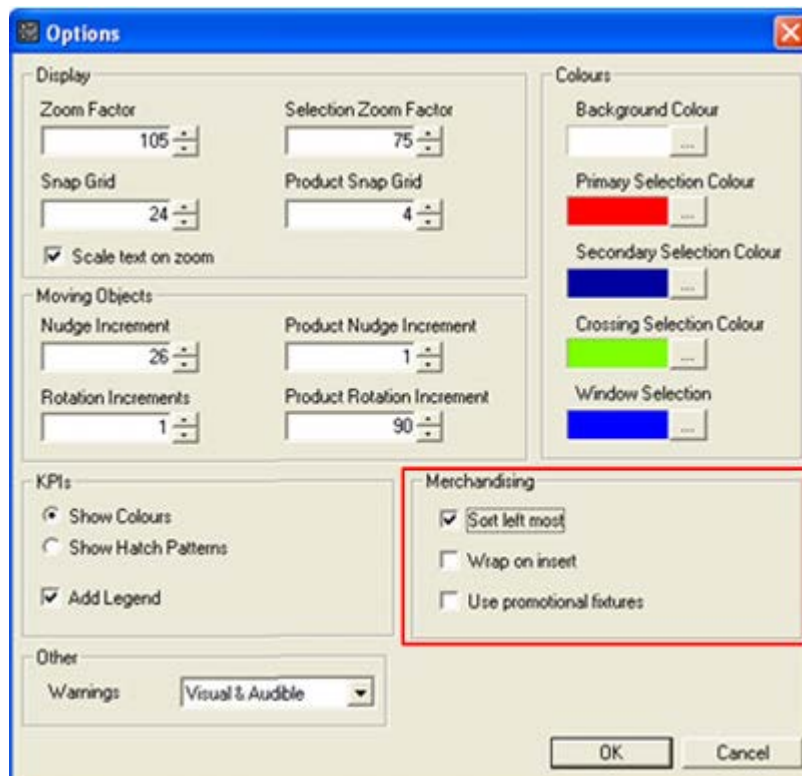 Options
Display
Zoom Factor
Selection Zoom Factor
105
75
Snap Grid
Product Snap Grid
24
4
Scale text on zoom
Moving Objects
Nudge Increment
Product Nudge Increment
26
1
Rotation Increments
Product Rotation Increment
1
90
Colours
Background Colour
...
Primary Selection Colour
...
Secondary Selection Colour
...
Crossing Selection Colour
...
Window Selection
...
KPIs
Show Colours
Show Hatch Patterns
Add Legend
Merchandising
Sort left most
Wrap on insert
Use promotional fixtures
Other
Warnings
Visual & Audible
OK
Cancel